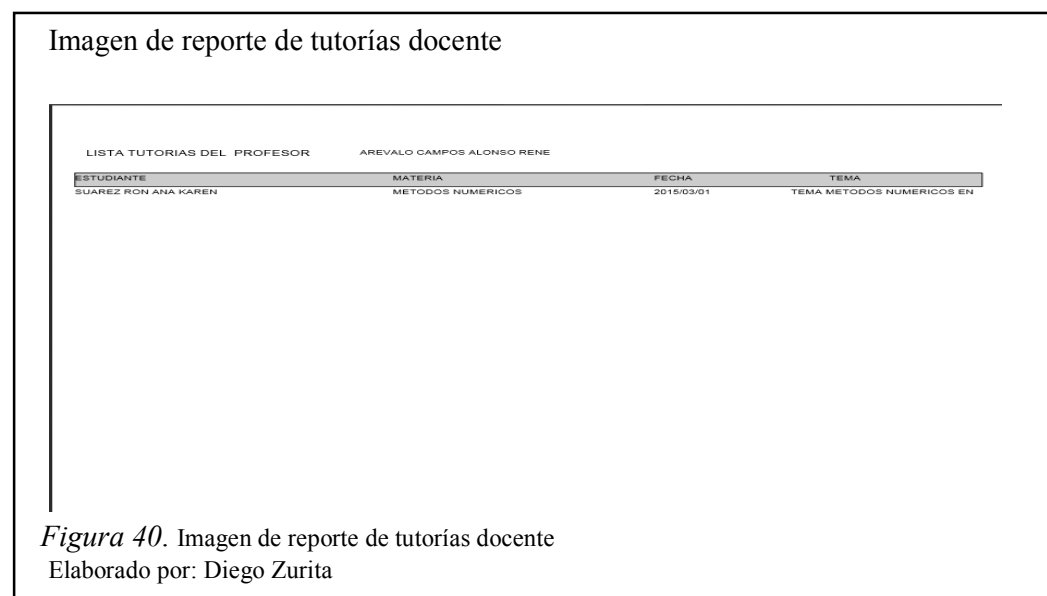 Imagen de reporte de tutorías docente
LISTA TUTORIAS DEL PROFESOR AREVALO CAMPOS ALONSO RENE
ESTUDIANTE MATERIA FECHA TEMA
SUAREZ RON ANA KAREN METODOS NUMERICOS 2015/03/01 TEMA METODOS NUMERICOS EN
Figura 40. Imagen de reporte de tutorías docente
Elaborado por: Diego Zurita